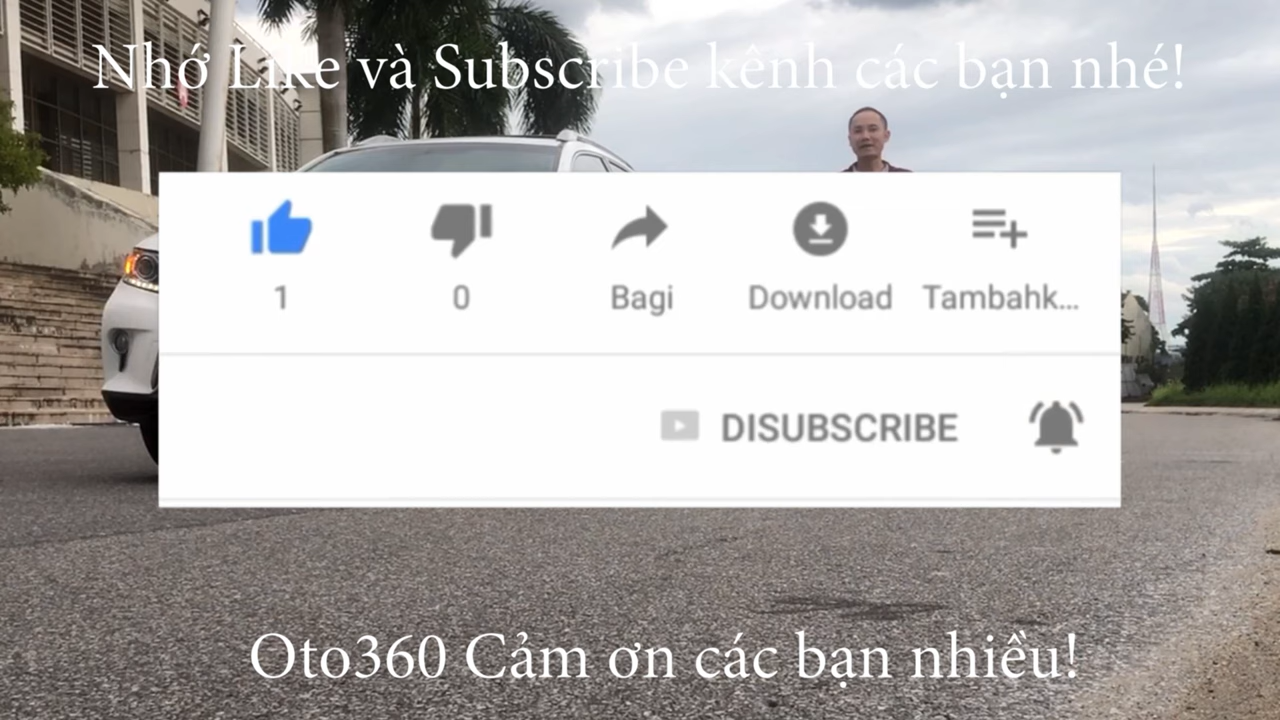 Nhớ Like và Subscribe kênh các bạn nhé!
1 0 Bagi Download Tambahk...
DISUBSCRIBE
Oto360 Cảm ơn các bạn nhiều!